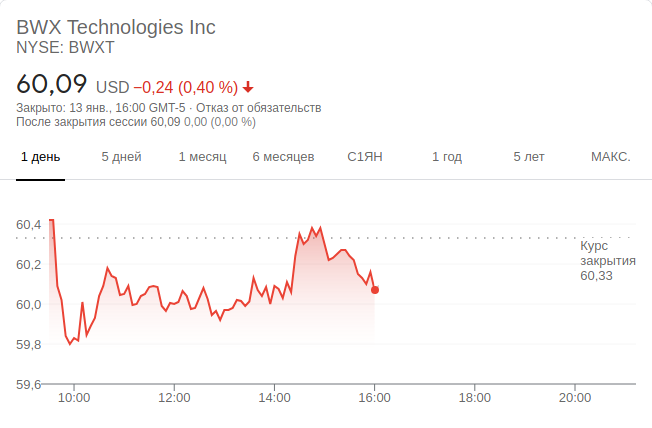 BWX Technologies Inc
NYSE: BWXT
60,09 USD −0,24 (0,40 %)
Закрыто: 13 янв., 16:00 GMT-5 · Отказ от обязательств
После закрытия сессии 60,09 0,00 (0,00 %)
1 день 5 дней 1 месяц 6 месяцев С1ЯН 1 год 5 лет МАКС.
60,4
Курс
закрытия
60,33
60,2
60,0
59,8
59,6
10:00 12:00 14:00 16:00 18:00 20:00